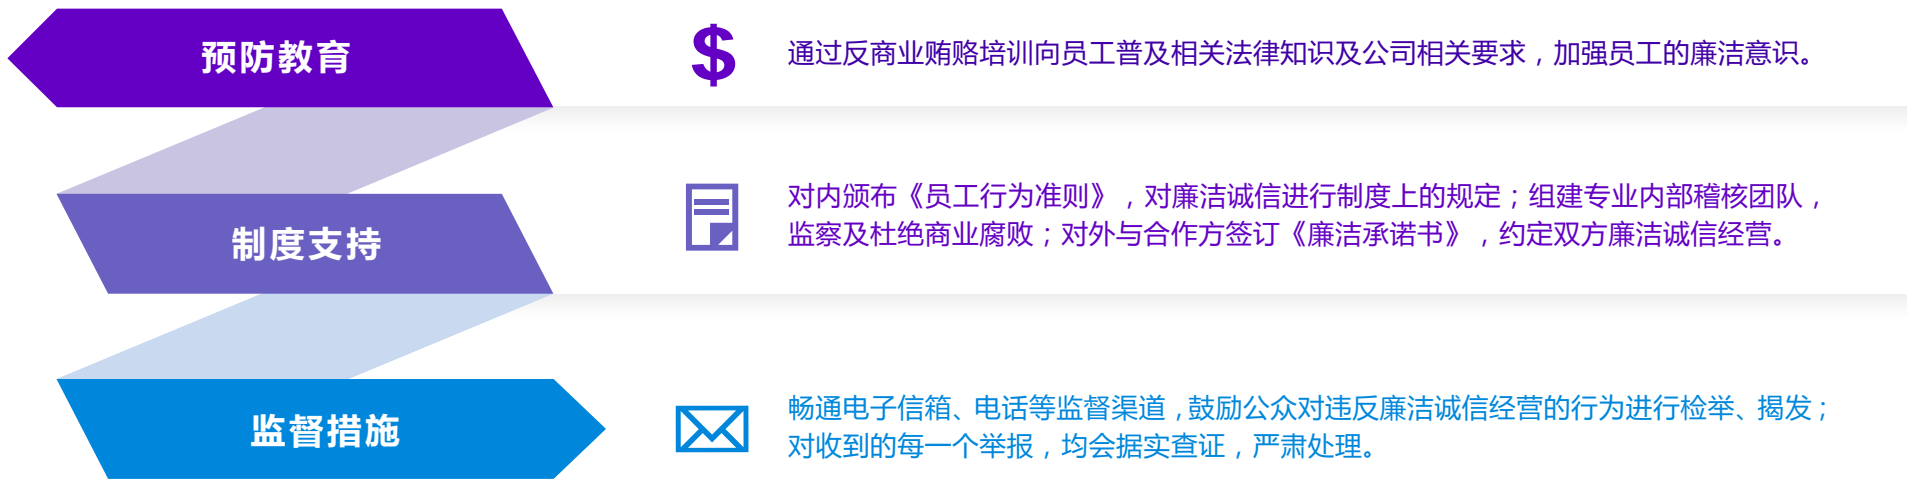 预防教育
$
通过反商业贿赂培训向员工普及相关法律知识及公司相关要求，加强员工的廉洁意识。
制度支持
对内颁布《员工行为准则》，对廉洁诚信进行制度上的规定；组建专业内部稽核团队，
监察及杜绝商业腐败；对外与合作方签订《廉洁承诺书》，约定双方廉洁诚信经营。
监督措施
畅通电子信箱、电话等监督渠道，鼓励公众对违反廉洁诚信经营的行为进行检举、揭发；
对收到的每一个举报，均会据实查证，严肃处理。